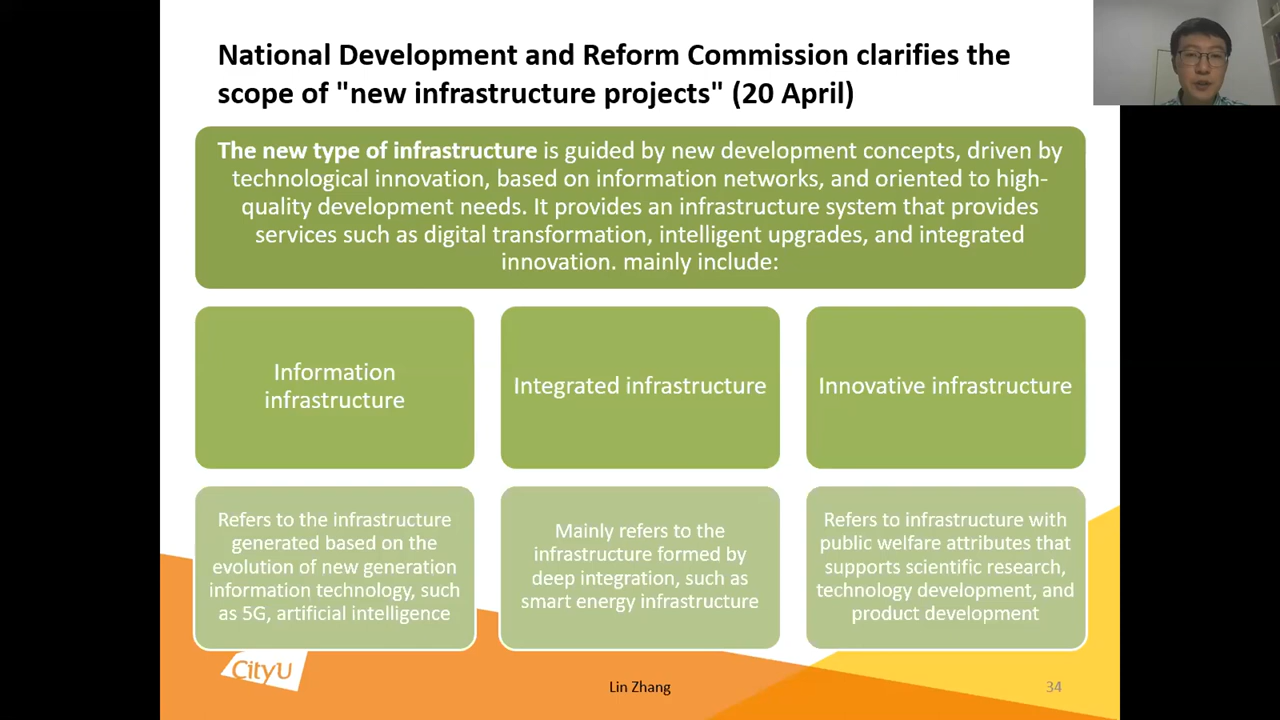 National Development and Reform Commission clarifies the
scope of "new infrastructure projects" (20 April)
The new type of infrastructure is guided by new development concepts, driven by
technological innovation, based on information networks, and oriented to high-
quality development needs. It provides an infrastructure system that provides
services such as digital transformation, intelligent upgrades, and integrated
innovation. mainly include:
Information
infrastructure
Integrated infrastructure
Innovative infrastructure
Refers to the infrastructure
generated based on the
evolution of new generation
information technology, such
as 5G, artificial intelligence
Mainly refers to the
infrastructure formed by
deep integration, such as
smart energy infrastructure
Refers to infrastructure with
public welfare attributes that
supports scientific research,
technology development, and
product development
CityU
Lin Zhang
34